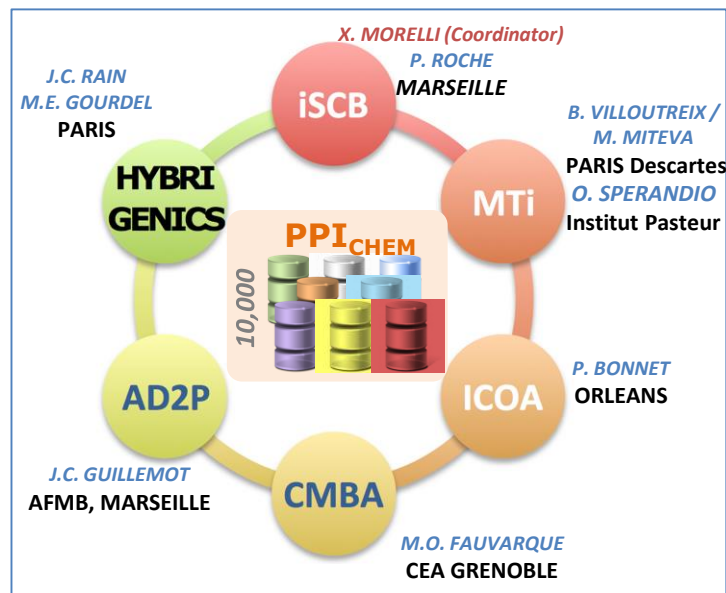 X. MORELLI (Coordinator)
P. ROCHE
MARSEILLE
iSCB
J.C. RAIN
M.E. GOURDEL
PARIS
HYBRI
GENICS
B. VILLOUTREIX /
M. MITEVA
PARIS Descartes
O. SPERANDIO
Institut Pasteur
MTi
PPICHEM
10,000
AD2P
J.C. GUILLEMOT
AFMB, MARSEILLE
ICOA
P. BONNET
ORLEANS
CMBA
M.O. FAUVARQUE
CEA GRENOBLE